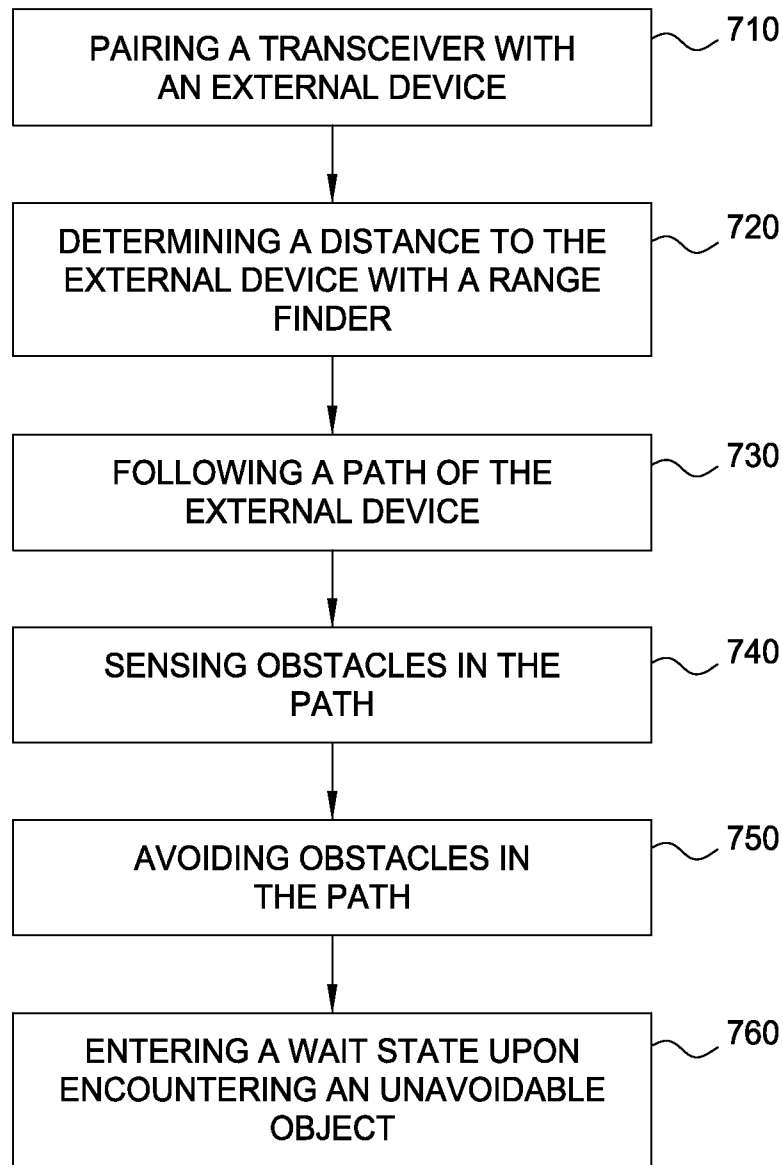 PAIRING A TRANSCEIVER WITH
AN EXTERNAL DEVICE
710
DETERMINING A DISTANCE TO THE
EXTERNAL DEVICE WITH A RANGE
FINDER
720
FOLLOWING A PATH OF THE
EXTERNAL DEVICE
730
SENSING OBSTACLES IN THE
PATH
740
AVOIDING OBSTACLES IN
THE PATH
750
ENTERING A WAIT STATE UPON
ENCOUNTERING AN UNAVOIDABLE
OBJECT
760